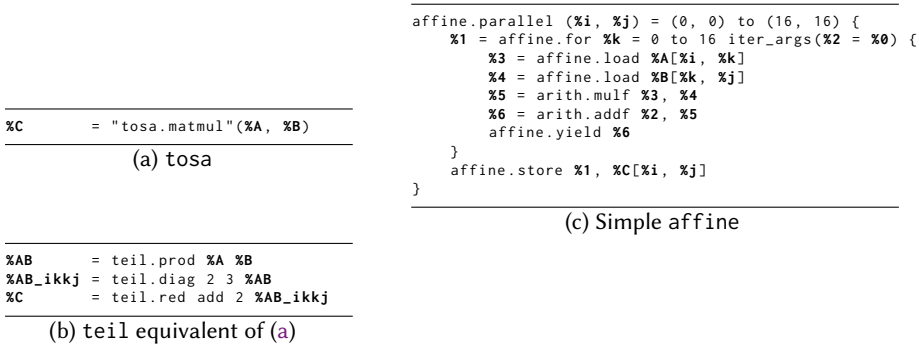 %C = "tosa.matmul"(%A, %B)
(a) tosa
%AB = teil.prod %A %B
%AB_ikkj = teil.diag 2 3 %AB
%C = teil.red add 2 %AB_ikkj
(b) teil equivalent of (a)
affine.parallel (%i, %j) = (0, 0) to (16, 16) {
%1 = affine.for %k = 0 to 16 iter_args(%2 = %0) {
%3 = affine.load %A[%i, %k]
%4 = affine.load %B[%k, %j]
%5 = arith.mulf %3, %4
%6 = arith.addf %2, %5
affine.yield %6
}
affine.store %1, %C[%i, %j]
}
(c) Simple affine